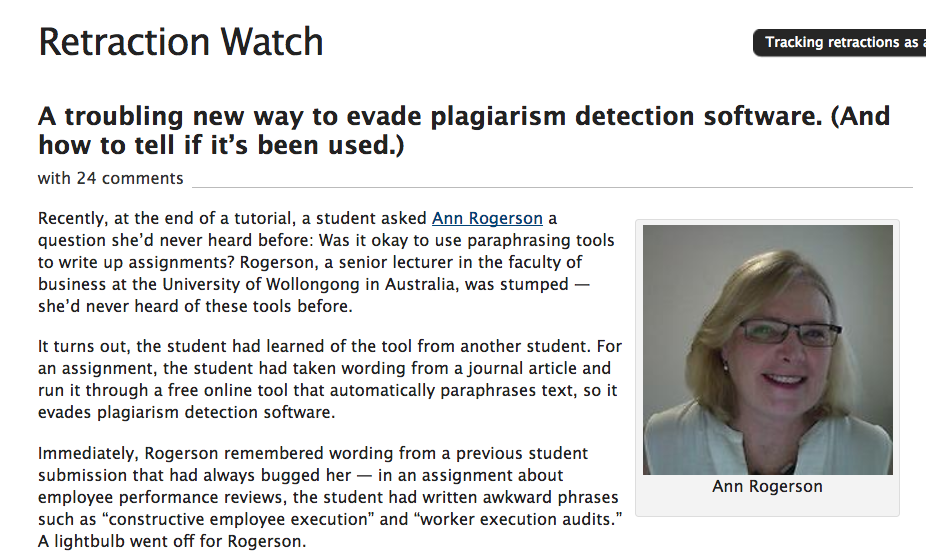 Retraction Watch
Tracking retractions as a
A troubling new way to evade plagiarism detection software. (And
how to tell if it’s been used.)
with 24 comments
Recently, at the end of a tutorial, a student asked Ann Rogerson a
question she’d never heard before: Was it okay to use paraphrasing tools
to write up assignments? Rogerson, a senior lecturer in the faculty of
business at the University of Wollongong in Australia, was stumped —
she’d never heard of these tools before.
It turns out, the student had learned of the tool from another student. For
an assignment, the student had taken wording from a journal article and
run it through a free online tool that automatically paraphrases text, so it
evades plagiarism detection software.
Immediately, Rogerson remembered wording from a previous student
submission that had always bugged her — in an assignment about
employee performance reviews, the student had written awkward phrases
such as “constructive employee execution” and “worker execution audits.”
A lightbulb went off for Rogerson.
Ann Rogerson